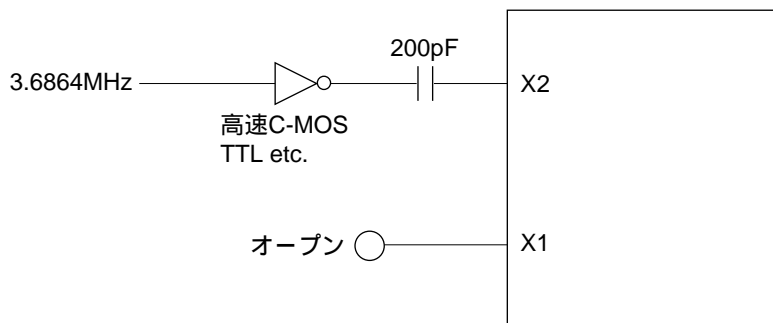 200pF
3.6864MHz
X2
高速C-MOS
TTL etc.
オープン
X1